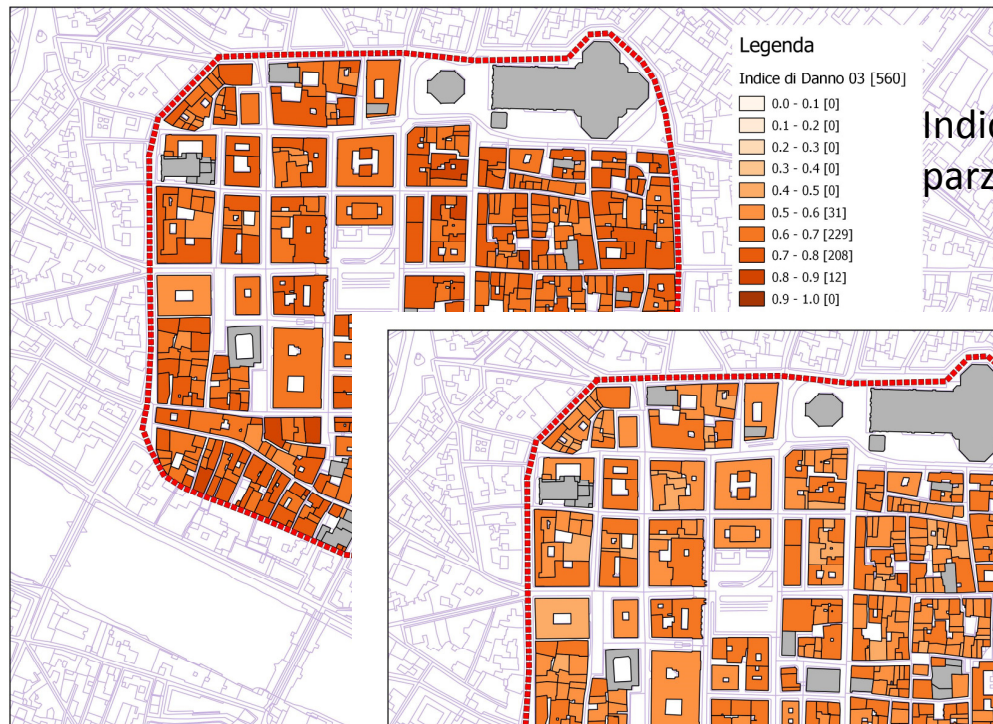 Legenda
Indice di Danno 03 [560]
0.0 - 0.1 [0]
0.1 - 0.2 [0]
0.2 - 0.3 [0]
0.3 - 0.4 [0]
0.4 - 0.5 [0]
0.5 - 0.6 [31]
0.6 - 0.7 [229]
0.7 - 0.8 [208]
0.8 - 0.9 [12]
0.9 - 1.0 [0]